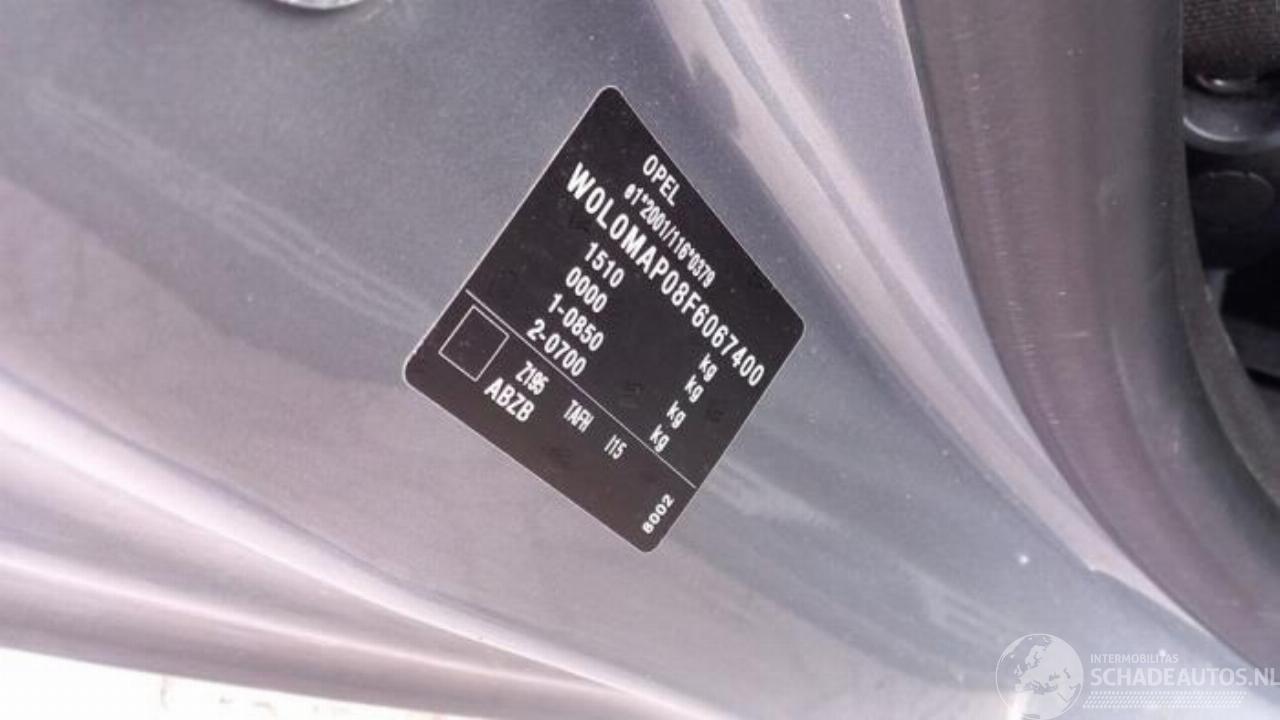 OPEL
e1*2001/116*0379
W0L0MAP08F6067400
1510 kg
0000 kg
1-0850 kg
2-0700 kg
Z195 TAFH I15
ABZB
8002
INTERMOBILITAS
SCHADEAUTOS.NL